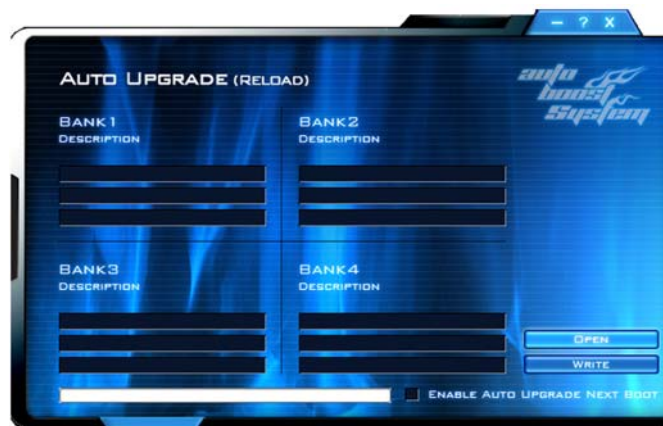 – ? X
AUTO UPGRADE (RELOAD)
auto
boost
System
BANK1
DESCRIPTION
BANK2
DESCRIPTION
BANK3
DESCRIPTION
BANK4
DESCRIPTION
OPEN
WRITE
ENABLE AUTO UPGRADE NEXT BOOT